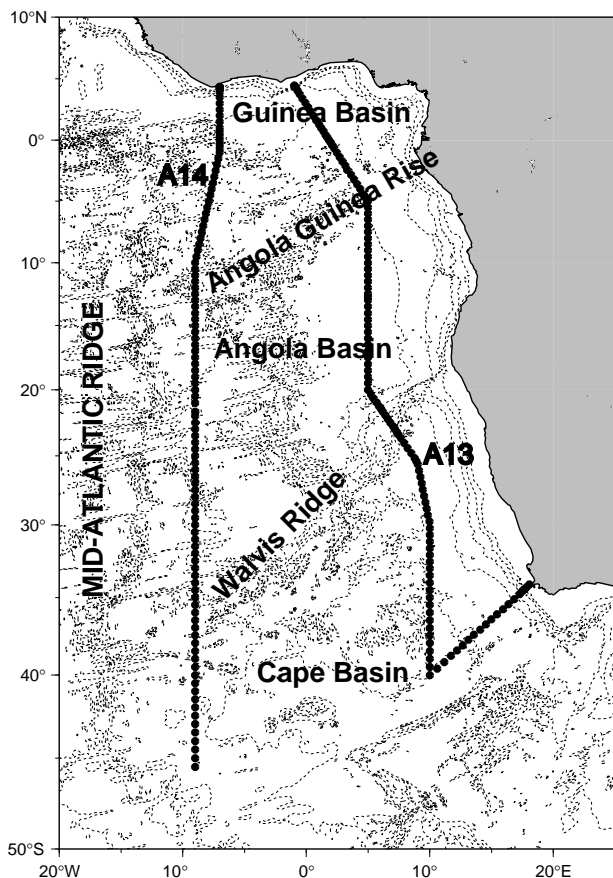 10°N
Guinea Basin
0°
A14
Angola Guinea Rise
10°
Angola Basin
MID-ATLANTIC RIDGE
20°
A13
Walvis Ridge
30°
Cape Basin
40°
50°S
20°W 10° 0° 10° 20°E